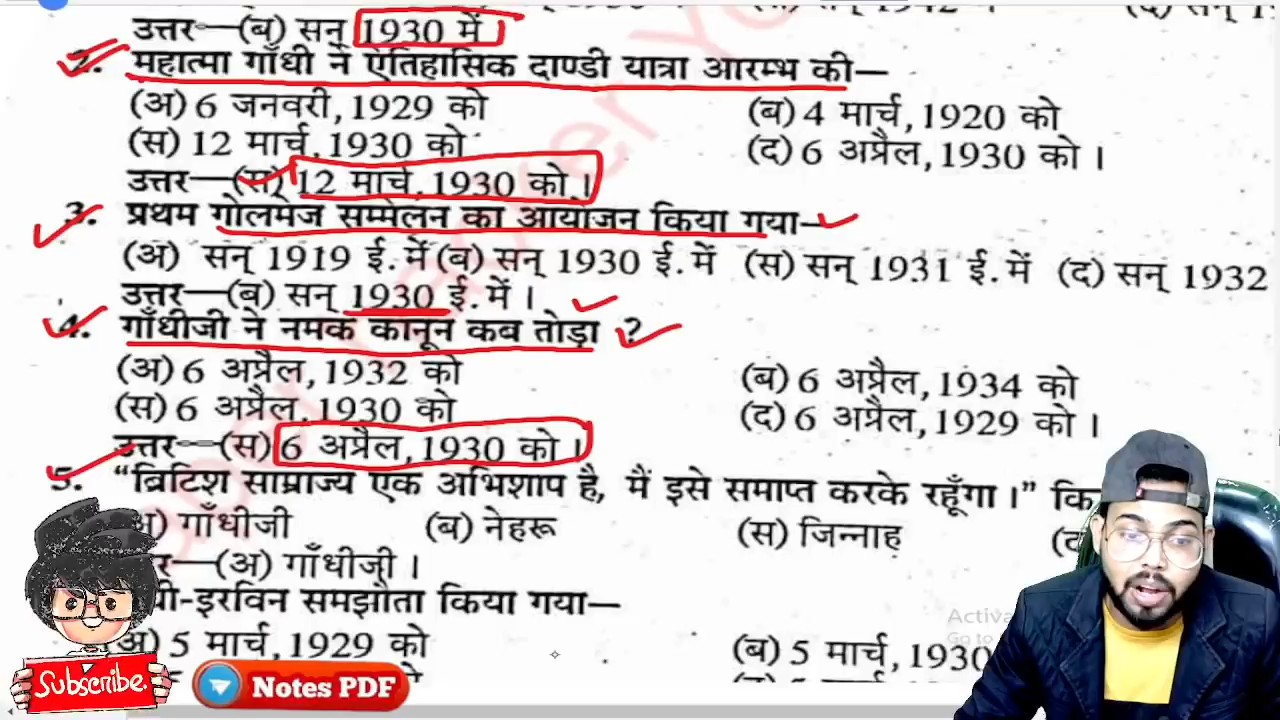 उत्तर—(ब) सन् 1930 में
2. महात्मा गाँधी ने ऐतिहासिक दाण्डी यात्रा आरम्भ की—
(अ) 6 जनवरी, 1929 को (ब) 4 मार्च, 1920 को
(स) 12 मार्च, 1930 को (द) 6 अप्रैल, 1930 को ।
उत्तर—(स) 12 मार्च, 1930 को ।
3. प्रथम गोलमेज सम्मेलन का आयोजन किया गया—
(अ) सन् 1919 ई. में (ब) सन् 1930 ई. में (स) सन् 1931 ई. में (द) सन् 1932
उत्तर—(ब) सन् 1930 ई. में ।
4. गाँधीजी ने नमक कानून कब तोड़ा ?
(अ) 6 अप्रैल, 1932 को (ब) 6 अप्रैल, 1934 को
(स) 6 अप्रैल, 1930 को (द) 6 अप्रैल, 1929 को ।
उत्तर—(स) 6 अप्रैल, 1930 को ।
5. “ब्रिटिश साम्राज्य एक अभिशाप है, मैं इसे समाप्त करके रहूँगा ।”
गाँधीजी (ब) नेहरू (स) जिन्नाह
—(अ) गाँधीजी ।
इरविन समझौता किया गया—
अ) 5 मार्च, 1929 को (ब) 5 मार्च, 1930
Subscribe.
Notes PDF